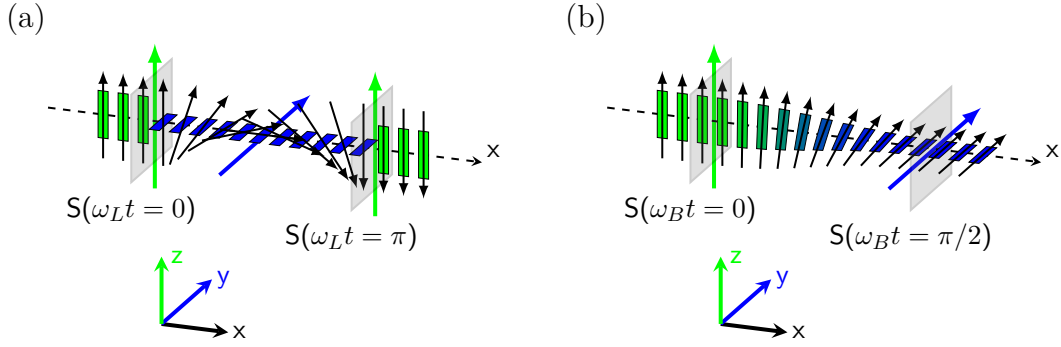 (a)
x
S(ω_L t = 0)
S(ω_L t = π)
z
y
x
(b)
x
S(ω_B t = 0)
S(ω_B t = π/2)
z
y
x